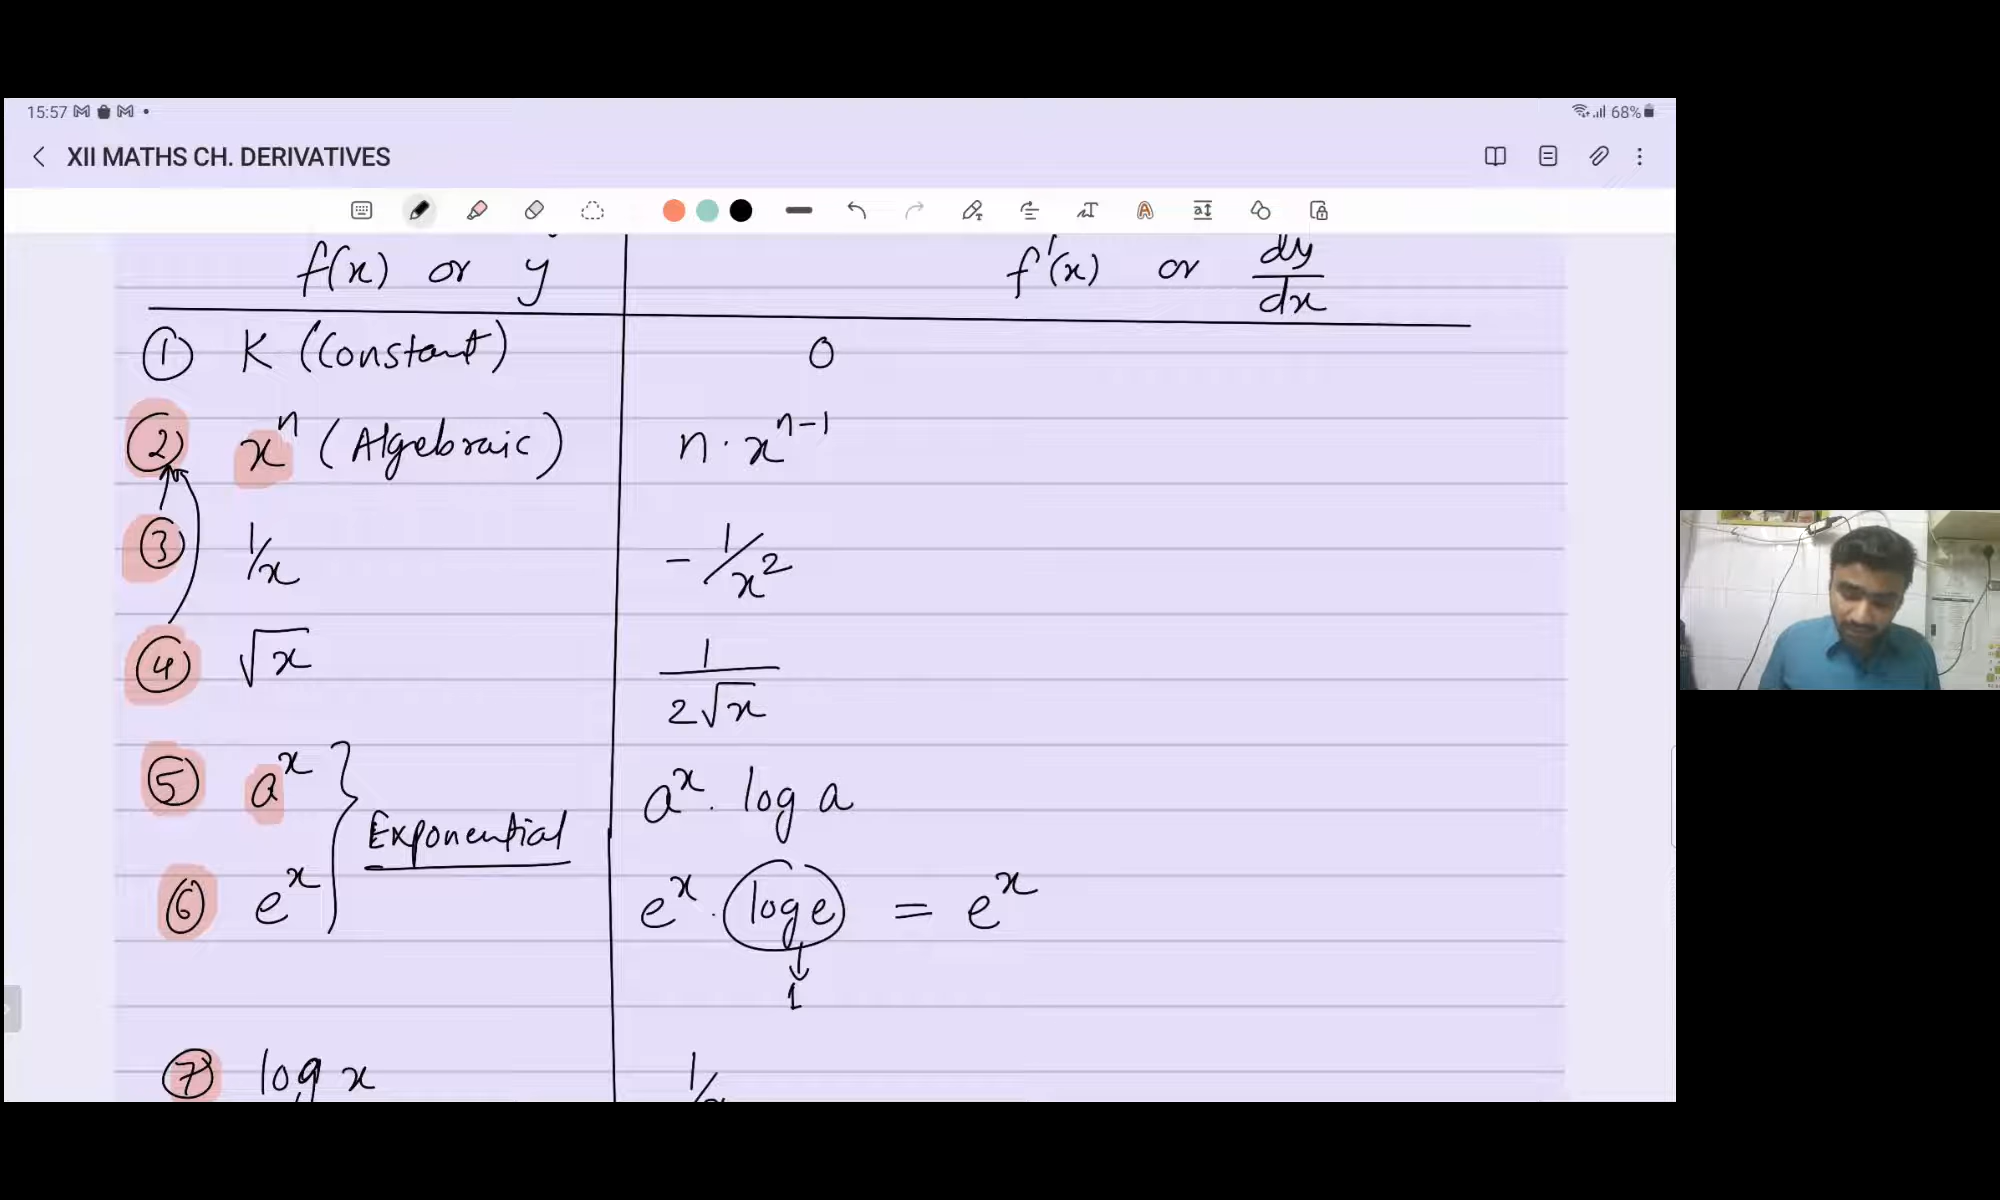 15:57
68%
XII MATHS CH. DERIVATIVES
f(x) or y f'(x) or dy/dx
① K (Constant) 0
② xⁿ (Algebraic) n · xⁿ⁻¹
③ 1/x - 1/x²
④ √x 1/2√x
⑤ aˣ aˣ. log a
Exponential
⑥ eˣ eˣ . log e = eˣ
1
⑦ log x 1/x